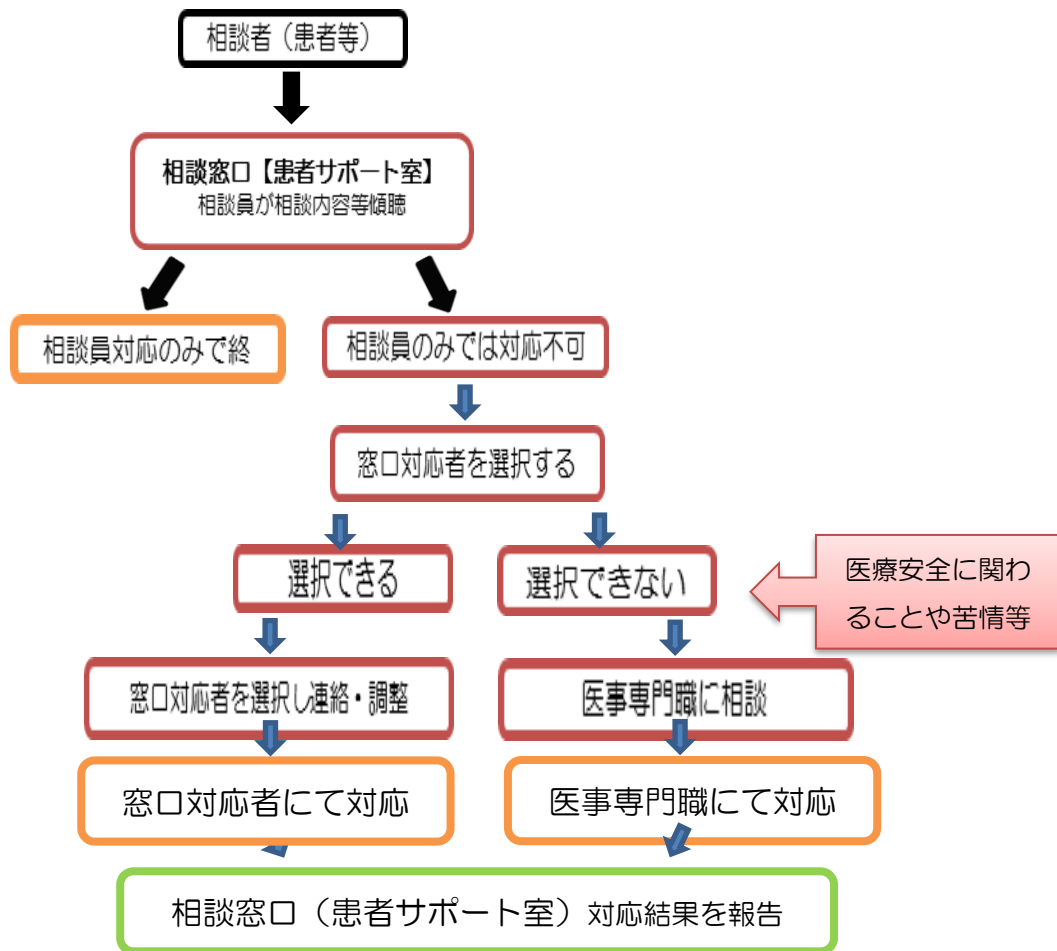 相談者（患者等）
相談窓口【患者サポート室】
相談員が相談内容等傾聴
相談員対応のみで終
相談員のみでは対応不可
窓口対応者を選択する
選択できる
選択できない
医療安全に関わ
ることや苦情等
窓口対応者を選択し連絡・調整
医事専門職に相談
窓口対応者にて対応
医事専門職にて対応
相談窓口（患者サポート室）対応結果を報告